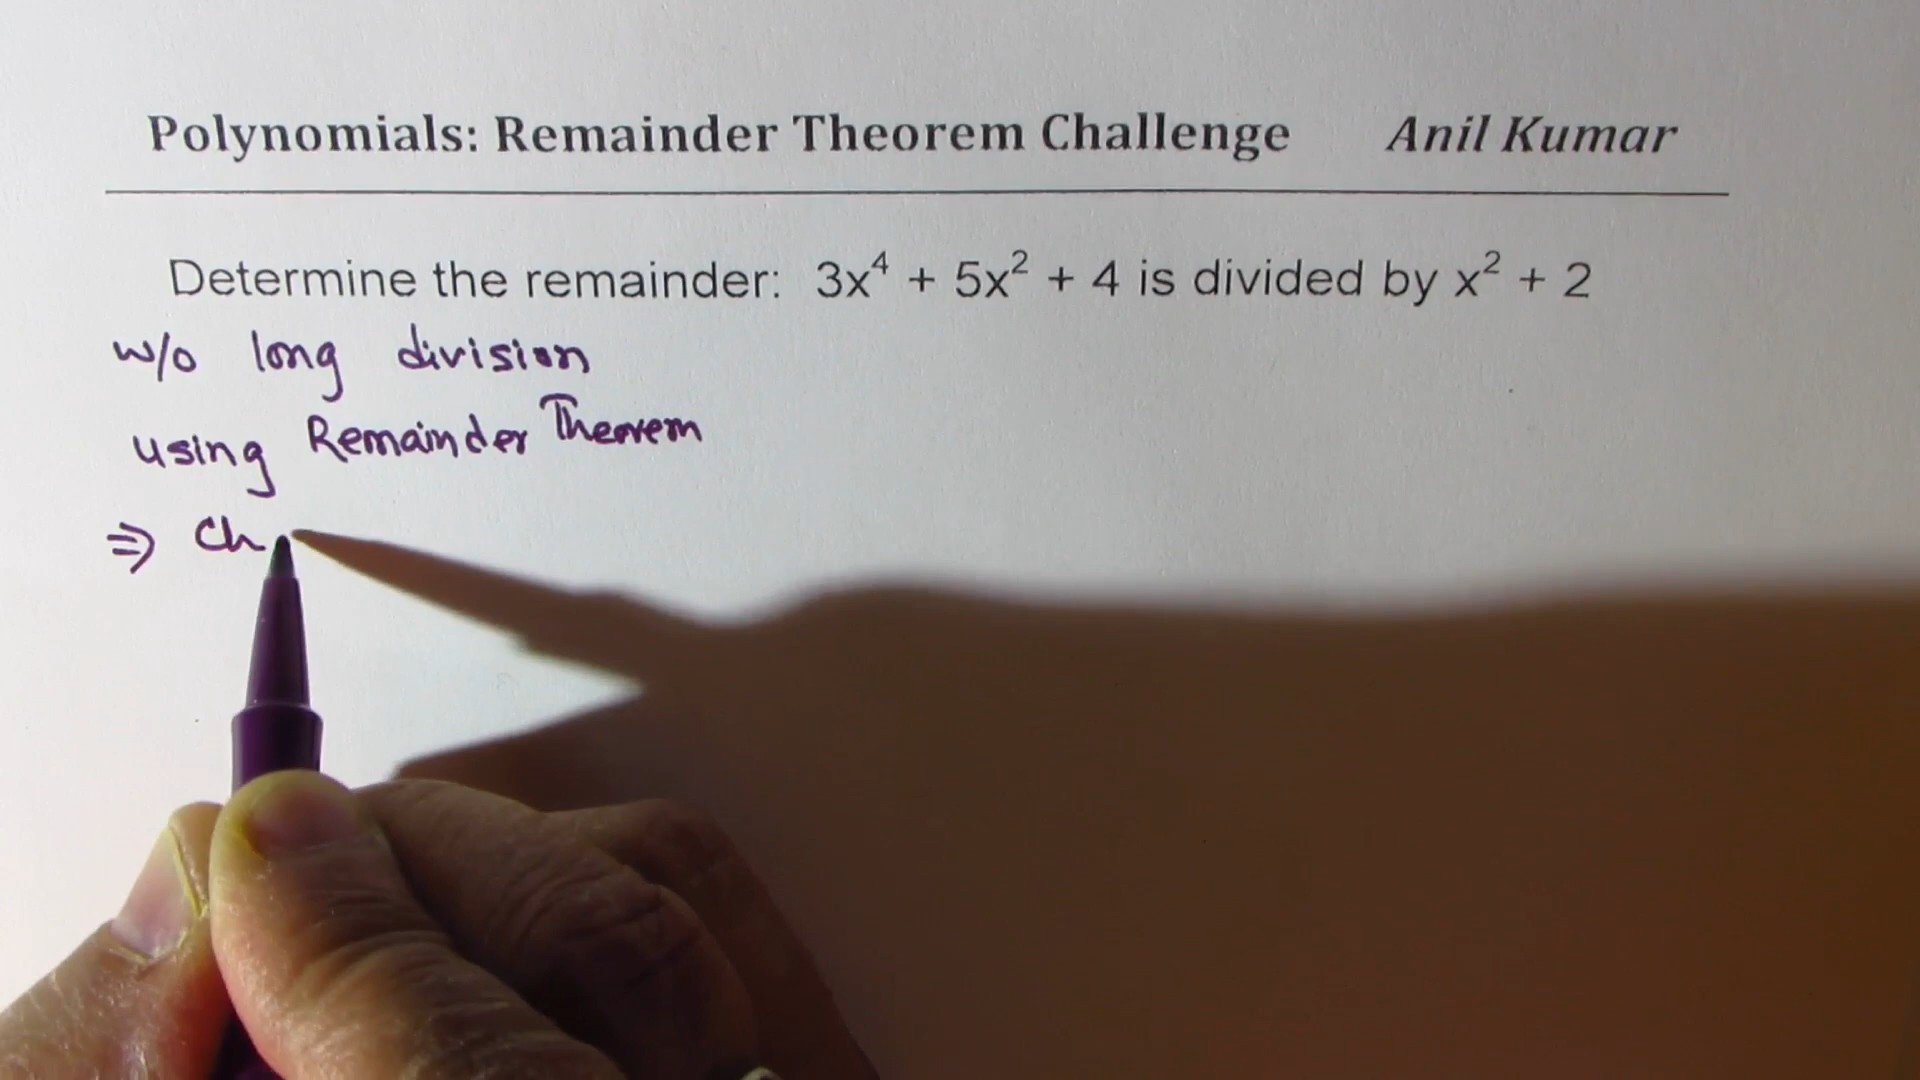 Polynomials: Remainder Theorem Challenge Anil Kumar
Determine the remainder: 3x⁴ + 5x² + 4 is divided by x² + 2
w/o long division
using Remainder Theorem
⇒ Ch